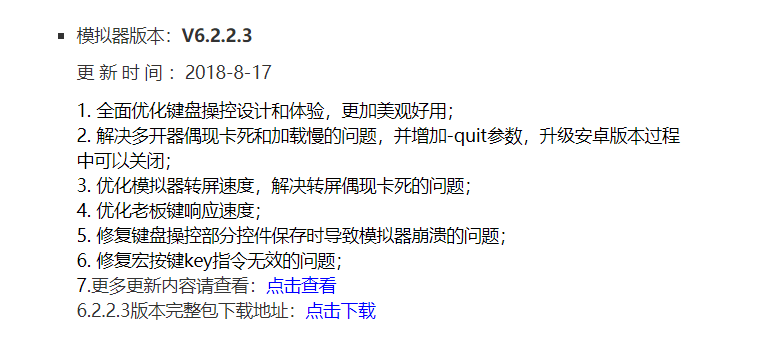 模拟器版本：V6.2.2.3
更 新 时 间 ：2018-8-17
1. 全面优化键盘操控设计和体验，更加美观好用；
2. 解决多开器偶现卡死和加载慢的问题，并增加-quit参数，升级安卓版本过程
中可以关闭；
3. 优化模拟器转屏速度，解决转屏偶现卡死的问题；
4. 优化老板键响应速度；
5. 修复键盘操控部分控件保存时导致模拟器崩溃的问题；
6. 修复宏按键key指令无效的问题；
7.更多更新内容请查看：点击查看
6.2.2.3版本完整包下载地址：点击下载